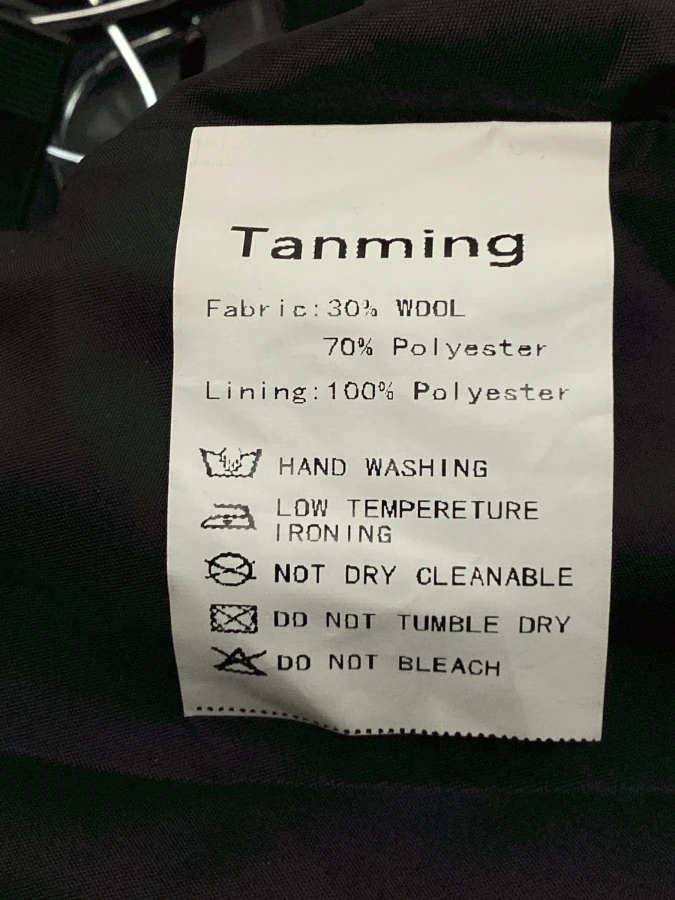 Tanming
Fabric:30% WOOL
70% Polyester
Lining:100% Polyester
HAND WASHING
LOW TEMPERETURE
IRONING
NOT DRY CLEANABLE
DO NOT TUMBLE DRY
DO NOT BLEACH